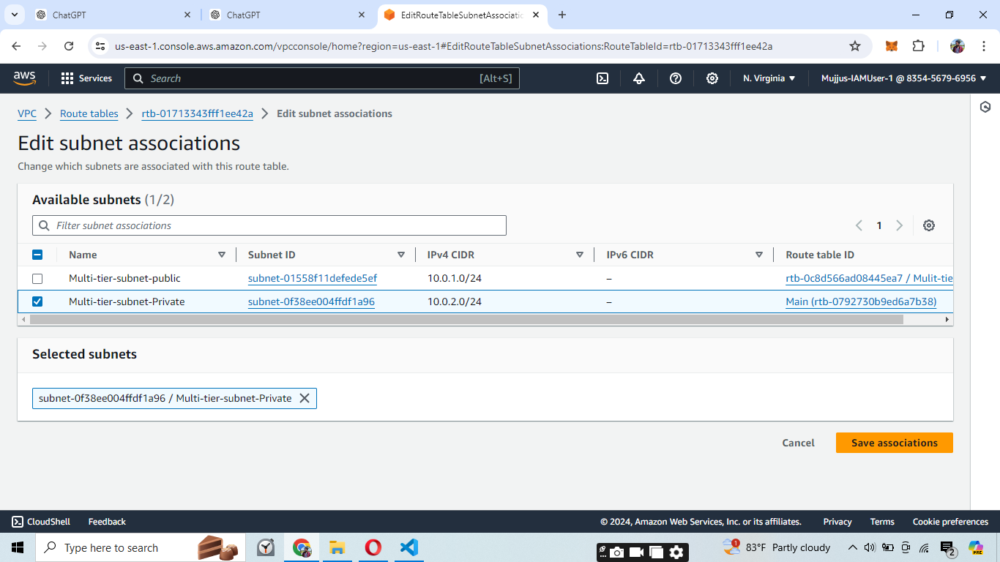 ChatGPT
ChatGPT
EditRouteTableSubnetAssociatio
us-east-1.console.aws.amazon.com/vpcconsole/home?region=us-east-1#EditRouteTableSubnetAssociations:RouteTableId=rtb-01713343fff1ee42a
aws Services Search [Alt+S] N. Virginia Mujjus-IAMUser-1 @ 8354-5679-6956
VPC Route tables rtb-01713343fff1ee42a Edit subnet associations
Edit subnet associations
Change which subnets are associated with this route table.
Available subnets (1/2)
Filter subnet associations 1
Name Subnet ID IPv4 CIDR IPv6 CIDR Route table ID
Multi-tier-subnet-public subnet-01558f11defede5ef 10.0.1.0/24 – rtb-0c8d566ad08445ea7 / Mulit-tie
Multi-tier-subnet-Private subnet-0f38ee004ffdf1a96 10.0.2.0/24 – Main (rtb-0792730b9ed6a7b38)
Selected subnets
subnet-0f38ee004ffdf1a96 / Multi-tier-subnet-Private
Cancel Save associations
CloudShell Feedback © 2024, Amazon Web Services, Inc. or its affiliates. Privacy Terms Cookie preferences
Type here to search 1 83°F Partly cloudy 2 PRE